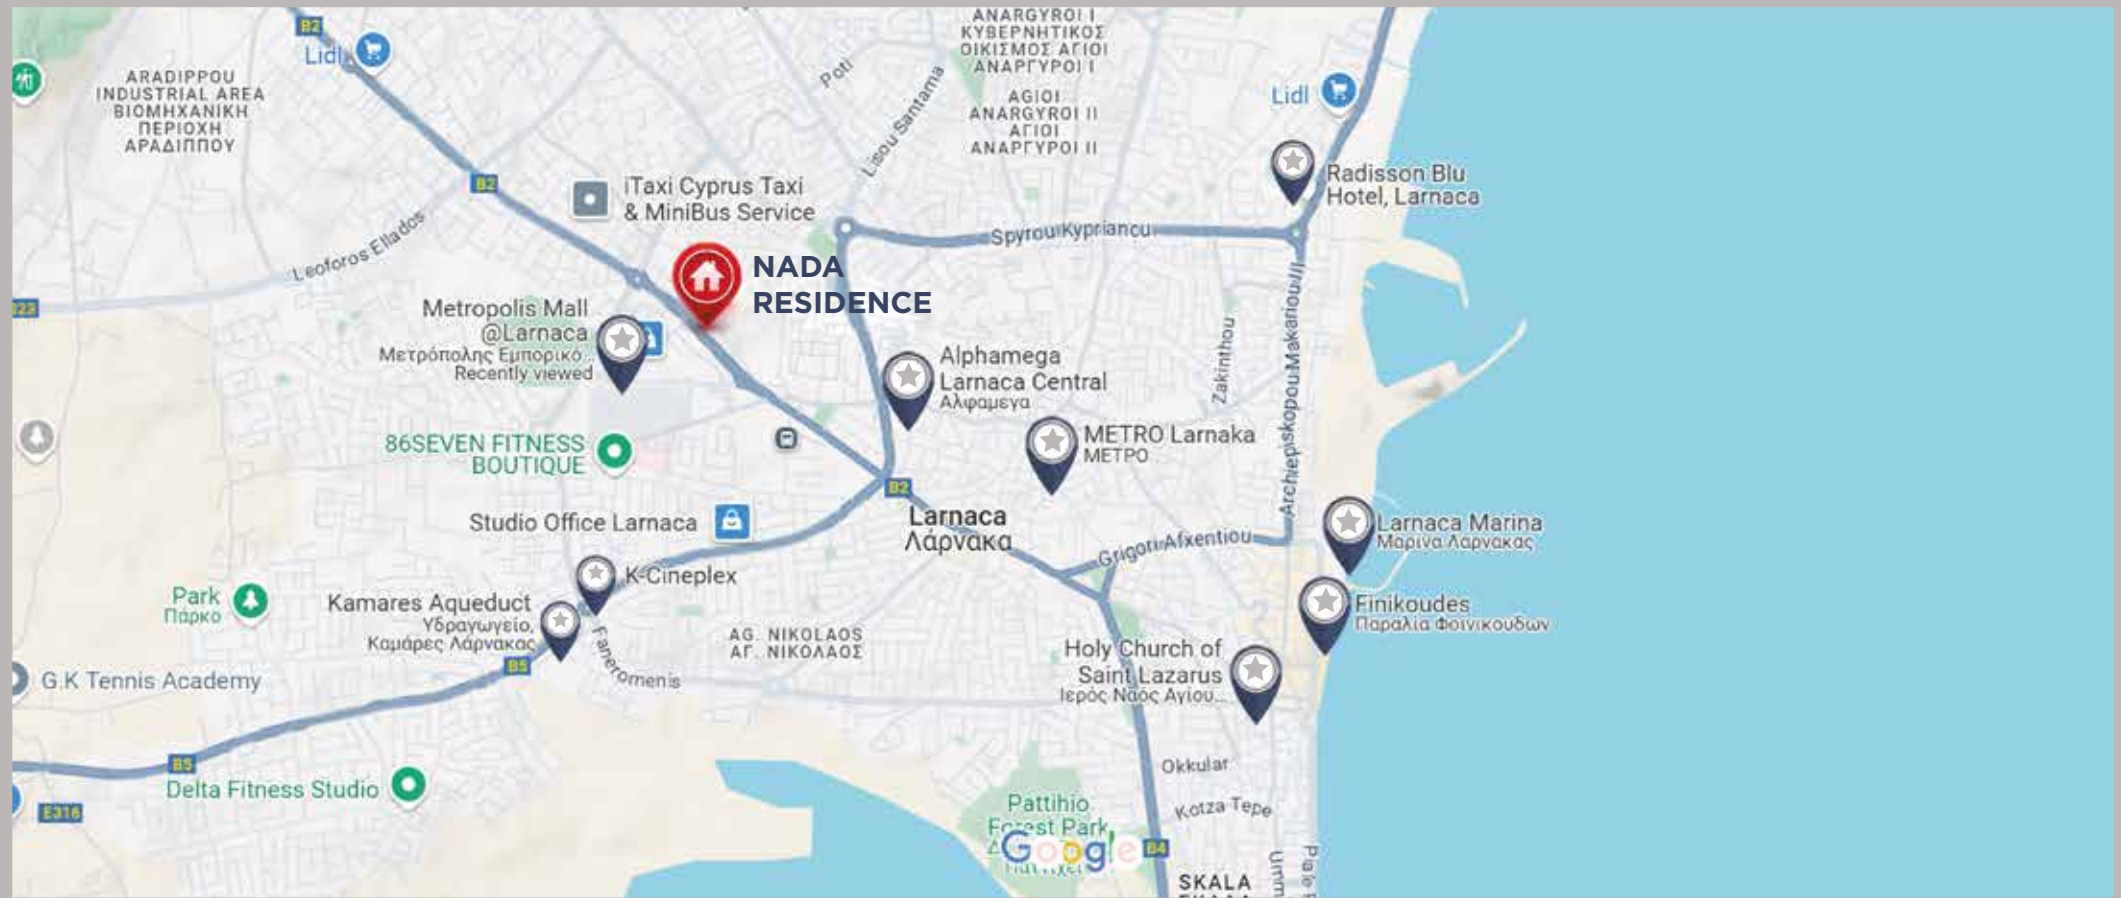 B2
Lidl
ARADIPPOU
INDUSTRIAL AREA
ΒΙΟΜΗΧΑΝΙΚΗ
ΠΕΡΙΟΧΗ
ΑΡΑΔΙΠΠΟΥ
Poti
Lisou Santama
ANARGYROI I
ΚΥΒΕΡΝΗΤΙΚΟΣ
ΟΙΚΙΣΜΟΣ ΑΓΙΟΙ
ΑΝΑΡΓΥΡΟΙ Ι
AGIOI
ANARGYROI II
ΑΓΙΟΙ
ΑΝΑΡΓΥΡΟΙ ΙΙ
Lidl
Radisson Blu
Hotel, Larnaca
B2
iTaxi Cyprus Taxi
& MiniBus Service
Leoforos Ellados
Spyrou Kyprianou
NADA
RESIDENCE
Metropolis Mall
@Larnaca
Μετρόπολης Εμπορικό...
Recently viewed
Alphamega
Larnaca Central
Αλφαμεγα
Zakinthou
Archiepiskopou Makariou III
METRO Larnaka
ΜΕΤΡΟ
86SEVEN FITNESS
BOUTIQUE
B2
Studio Office Larnaca
Larnaca
Λάρνακα
Grigori Afxentiou
Larnaca Marina
Μαρίνα Λάρνακας
K-Cineplex
Park
Πάρκο
Kamares Aqueduct
Υδραγωγείο,
Καμάρες Λάρνακας
Faneromenis
AG. NIKOLAOS
ΑΓ. ΝΙΚΟΛΑΟΣ
Finikoudes
Παραλία Φοινικούδων
Holy Church of
Saint Lazarus
Ιερός Ναός Αγίου...
B5
G.K Tennis Academy
B5
Delta Fitness Studio
E316
Okkular
Kotza Tepe
Pattihio
Forest Park
Google
B4
SKALA